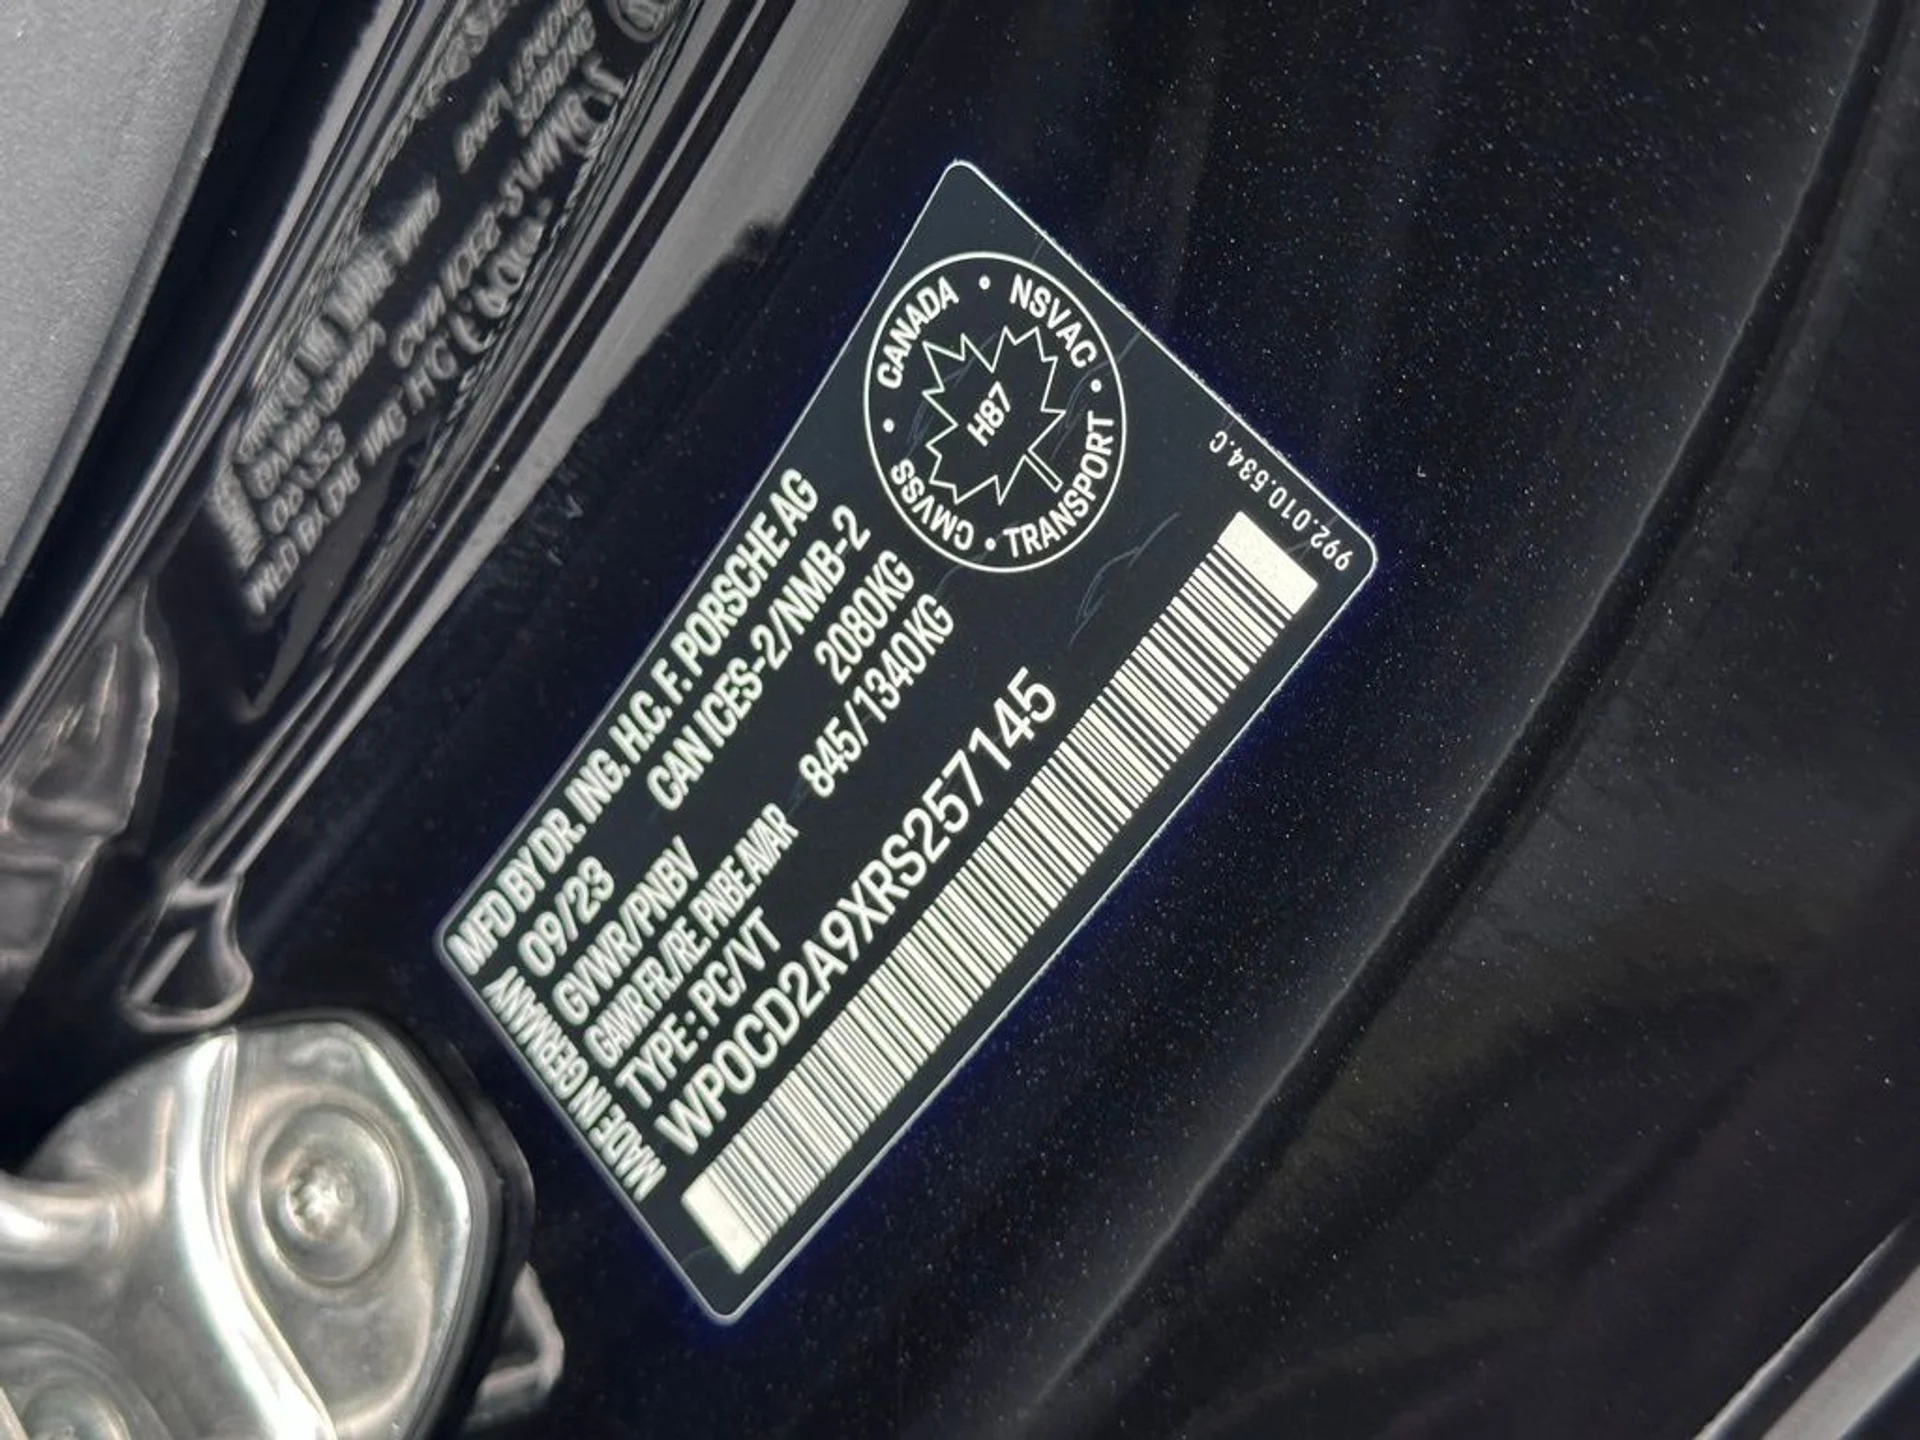 MFD BY DR. ING. H.C. F. PORSCHE AG
09/23 CAN ICES-2/NMB-2
GVWR/PNBV 2080KG
GAWR FR./RE. PNBE AV/AR 845/1340KG
TYPE : PC/VT
WP0CD2A9XRS257145
MADE IN GERMANY
CANADA • NSVAC • TRANSPORT • CMVSS •
H87
992.010.534.C